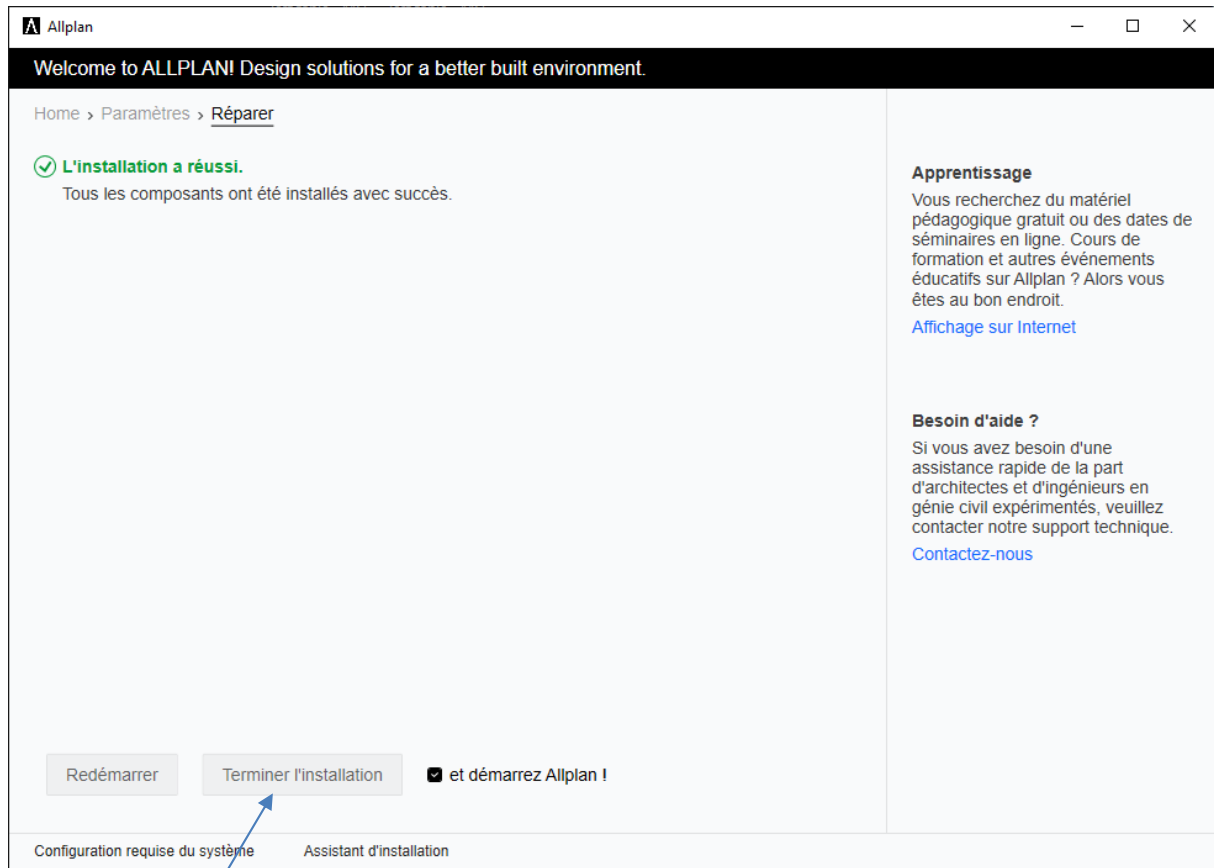 Allplan
Welcome to ALLPLAN! Design solutions for a better built environment.
Home › Paramètres › Réparer
L'installation a réussi.
Tous les composants ont été installés avec succès.
Apprentissage
Vous recherchez du matériel
pédagogique gratuit ou des dates de
séminaires en ligne. Cours de
formation et autres événements
éducatifs sur Allplan ? Alors vous
êtes au bon endroit.
Affichage sur Internet
Besoin d'aide ?
Si vous avez besoin d'une
assistance rapide de la part
d'architectes et d'ingénieurs en
génie civil expérimentés, veuillez
contacter notre support technique.
Contactez-nous
Redémarrer
Terminer l'installation
et démarrez Allplan !
Configuration requise du système
Assistant d'installation